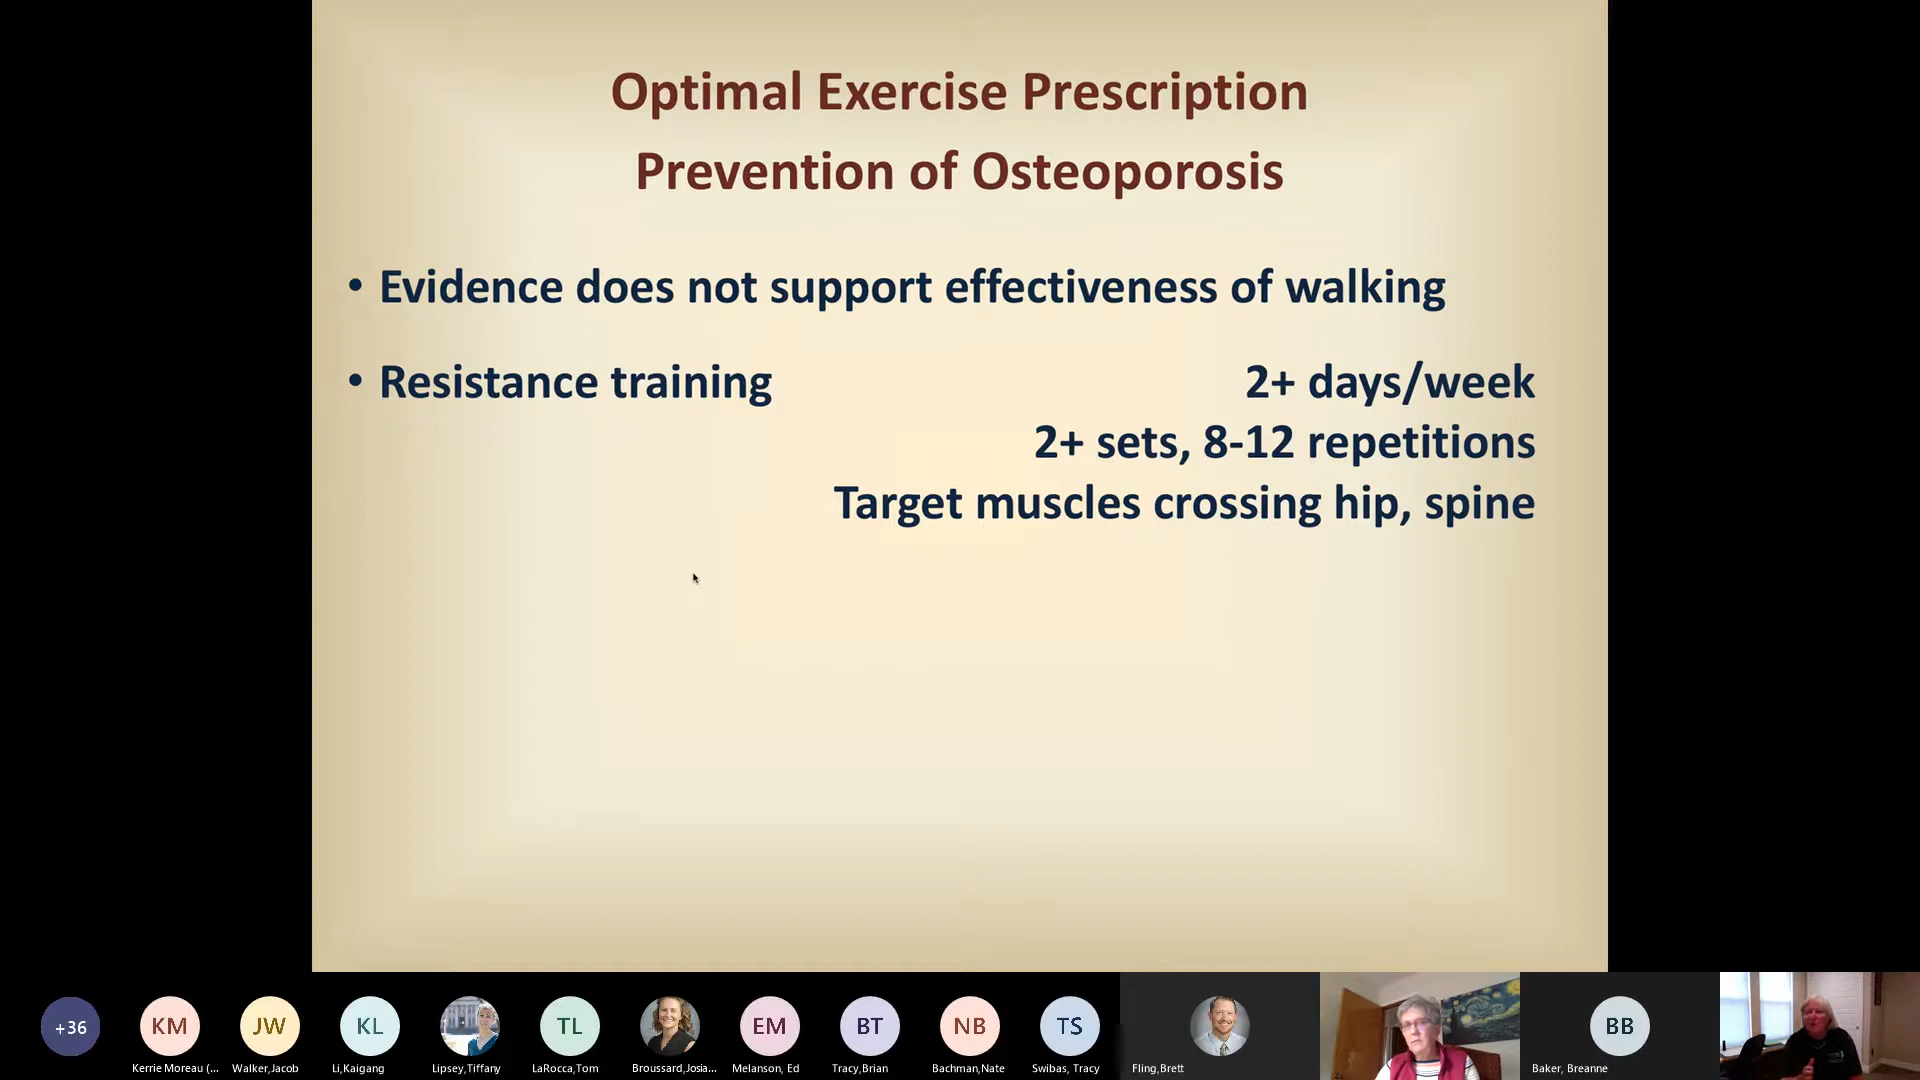 Optimal Exercise Prescription
Prevention of Osteoporosis
• Evidence does not support effectiveness of walking
• Resistance training 2+ days/week
2+ sets, 8-12 repetitions
Target muscles crossing hip, spine
+36
KM
JW
KL
TL
EM
BT
NB
TS
BB
Kerrie Moreau (...
Walker,Jacob
Li,Kaigang
Lipsey,Tiffany
LaRocca,Tom
Broussard,Josia...
Melanson, Ed
Tracy,Brian
Bachman,Nate
Swibas, Tracy
Fling,Brett
Baker, Breanne